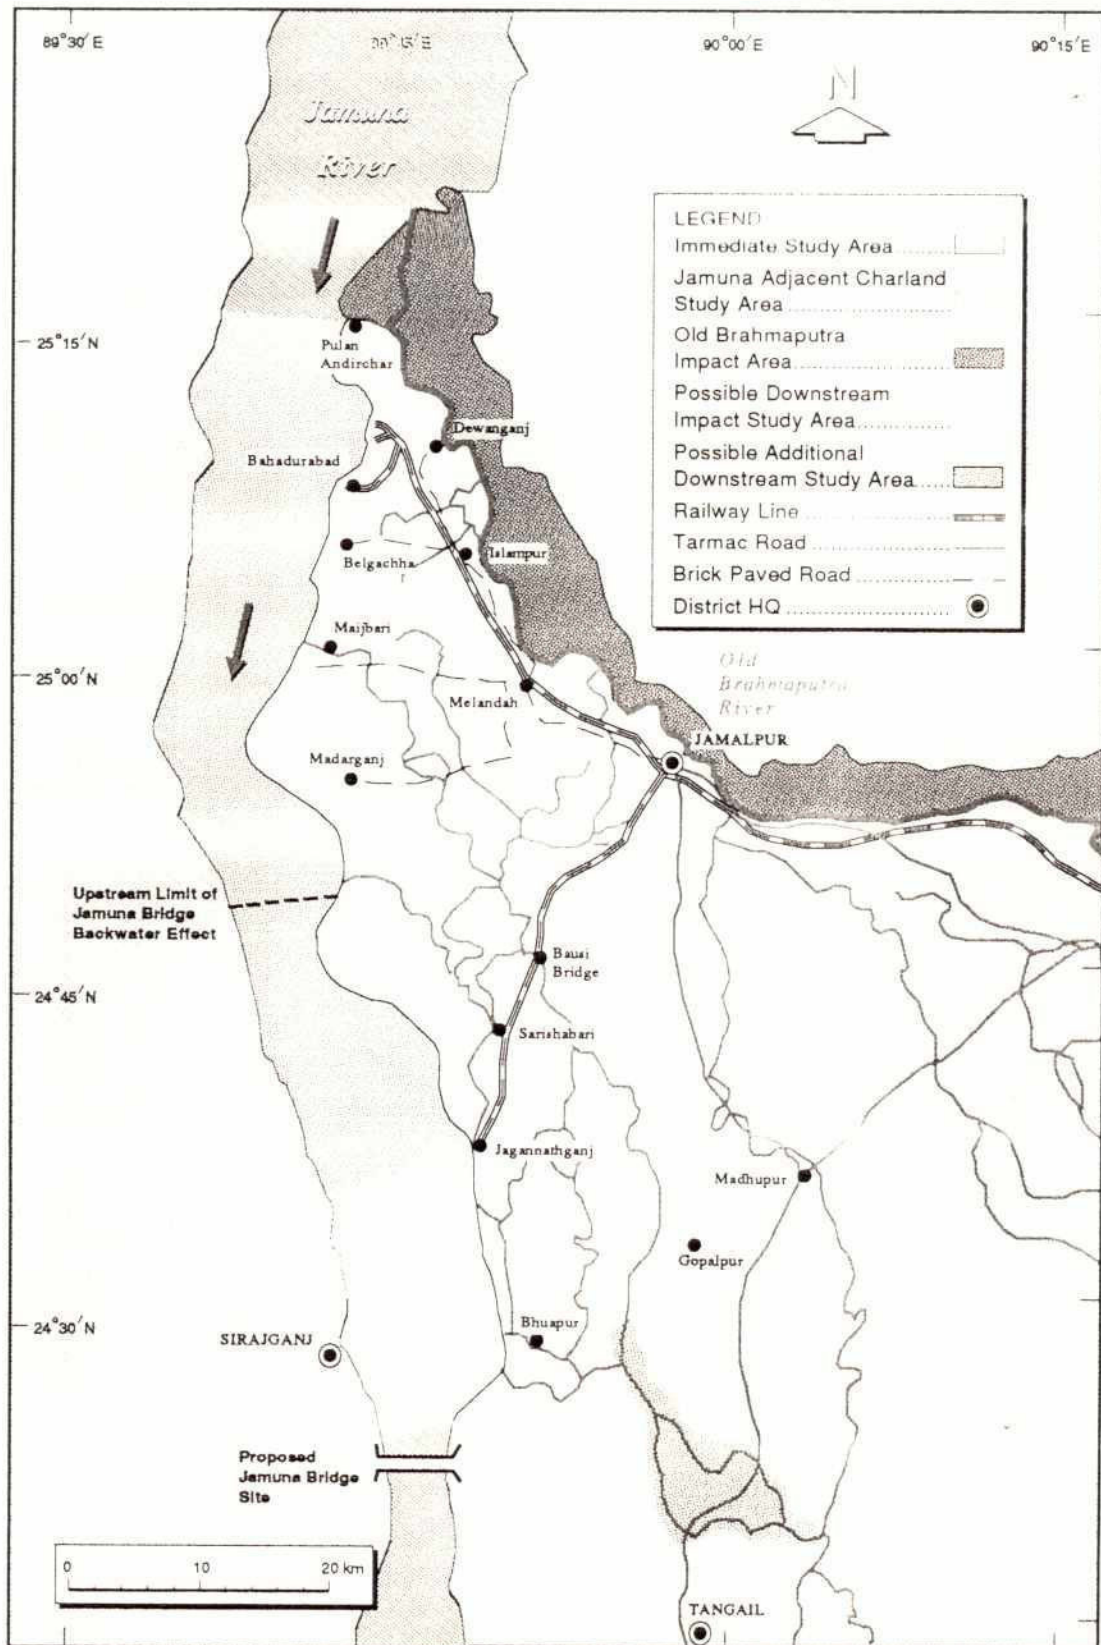 89°30′E
90°00′E
90°15′E
Jamuna
River
N
LEGEND
Immediate Study Area
Jamuna Adjacent Charland
Study Area
Old Brahmaputra
Impact Area
Possible Downstream
Impact Study Area
Possible Additional
Downstream Study Area
Railway Line
Tarmac Road
Brick Paved Road
District HQ
25°15′N
Pulan
Andirchar
Dewanganj
Bahadurabad
Belgachha
Islampur
Maijbari
25°00′N
Old
Brahmaputra
River
Melandah
JAMALPUR
Madarganj
Upstream Limit of
Jamuna Bridge
Backwater Effect
Bausi
Bridge
24°45′N
Sarishabari
Jagannathganj
Madhupur
Gopalpur
24°30′N
SIRAJGANJ
Bhuapur
Proposed
Jamuna Bridge
Site
0 10 20 km
TANGAIL